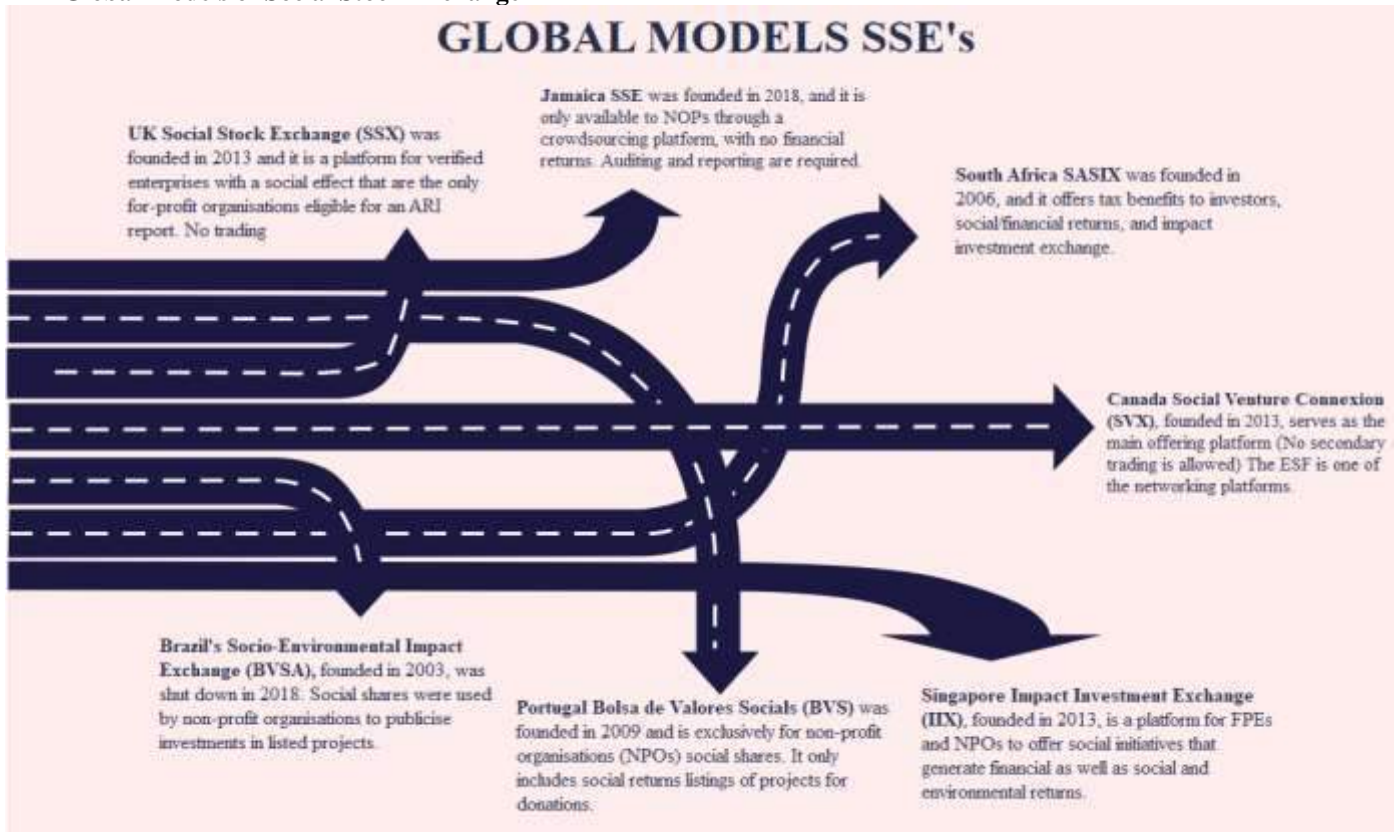 GLOBAL MODELS SSE's
Jamaica SSE was founded in 2018, and it is
only available to NOPs through a
crowdsourcing platform, with no financial
returns. Auditing and reporting are required.
UK Social Stock Exchange (SSX) was
founded in 2013 and it is a platform for verified
enterprises with a social effect that are the only
for-profit organisations eligible for an ARI
report. No trading
South Africa SASIX was founded in
2006, and it offers tax benefits to investors,
social/financial returns, and impact
investment exchange.
Canada Social Venture Connexion
(SVX), founded in 2013, serves as the
main offering platform (No secondary
trading is allowed) The ESF is one of
the networking platforms.
Brazil's Socio-Environmental Impact
Exchange (BVSA), founded in 2003, was
shut down in 2018. Social shares were used
by non-profit organisations to publicise
investments in listed projects.
Portugal Bolsa de Valores Socials (BVS) was
founded in 2009 and is exclusively for non-profit
organisations (NPOs) social shares. It only
includes social returns listings of projects for
donations.
Singapore Impact Investment Exchange
(IIX), founded in 2013, is a platform for FPEs
and NPOs to offer social initiatives that
generate financial as well as social and
environmental returns.